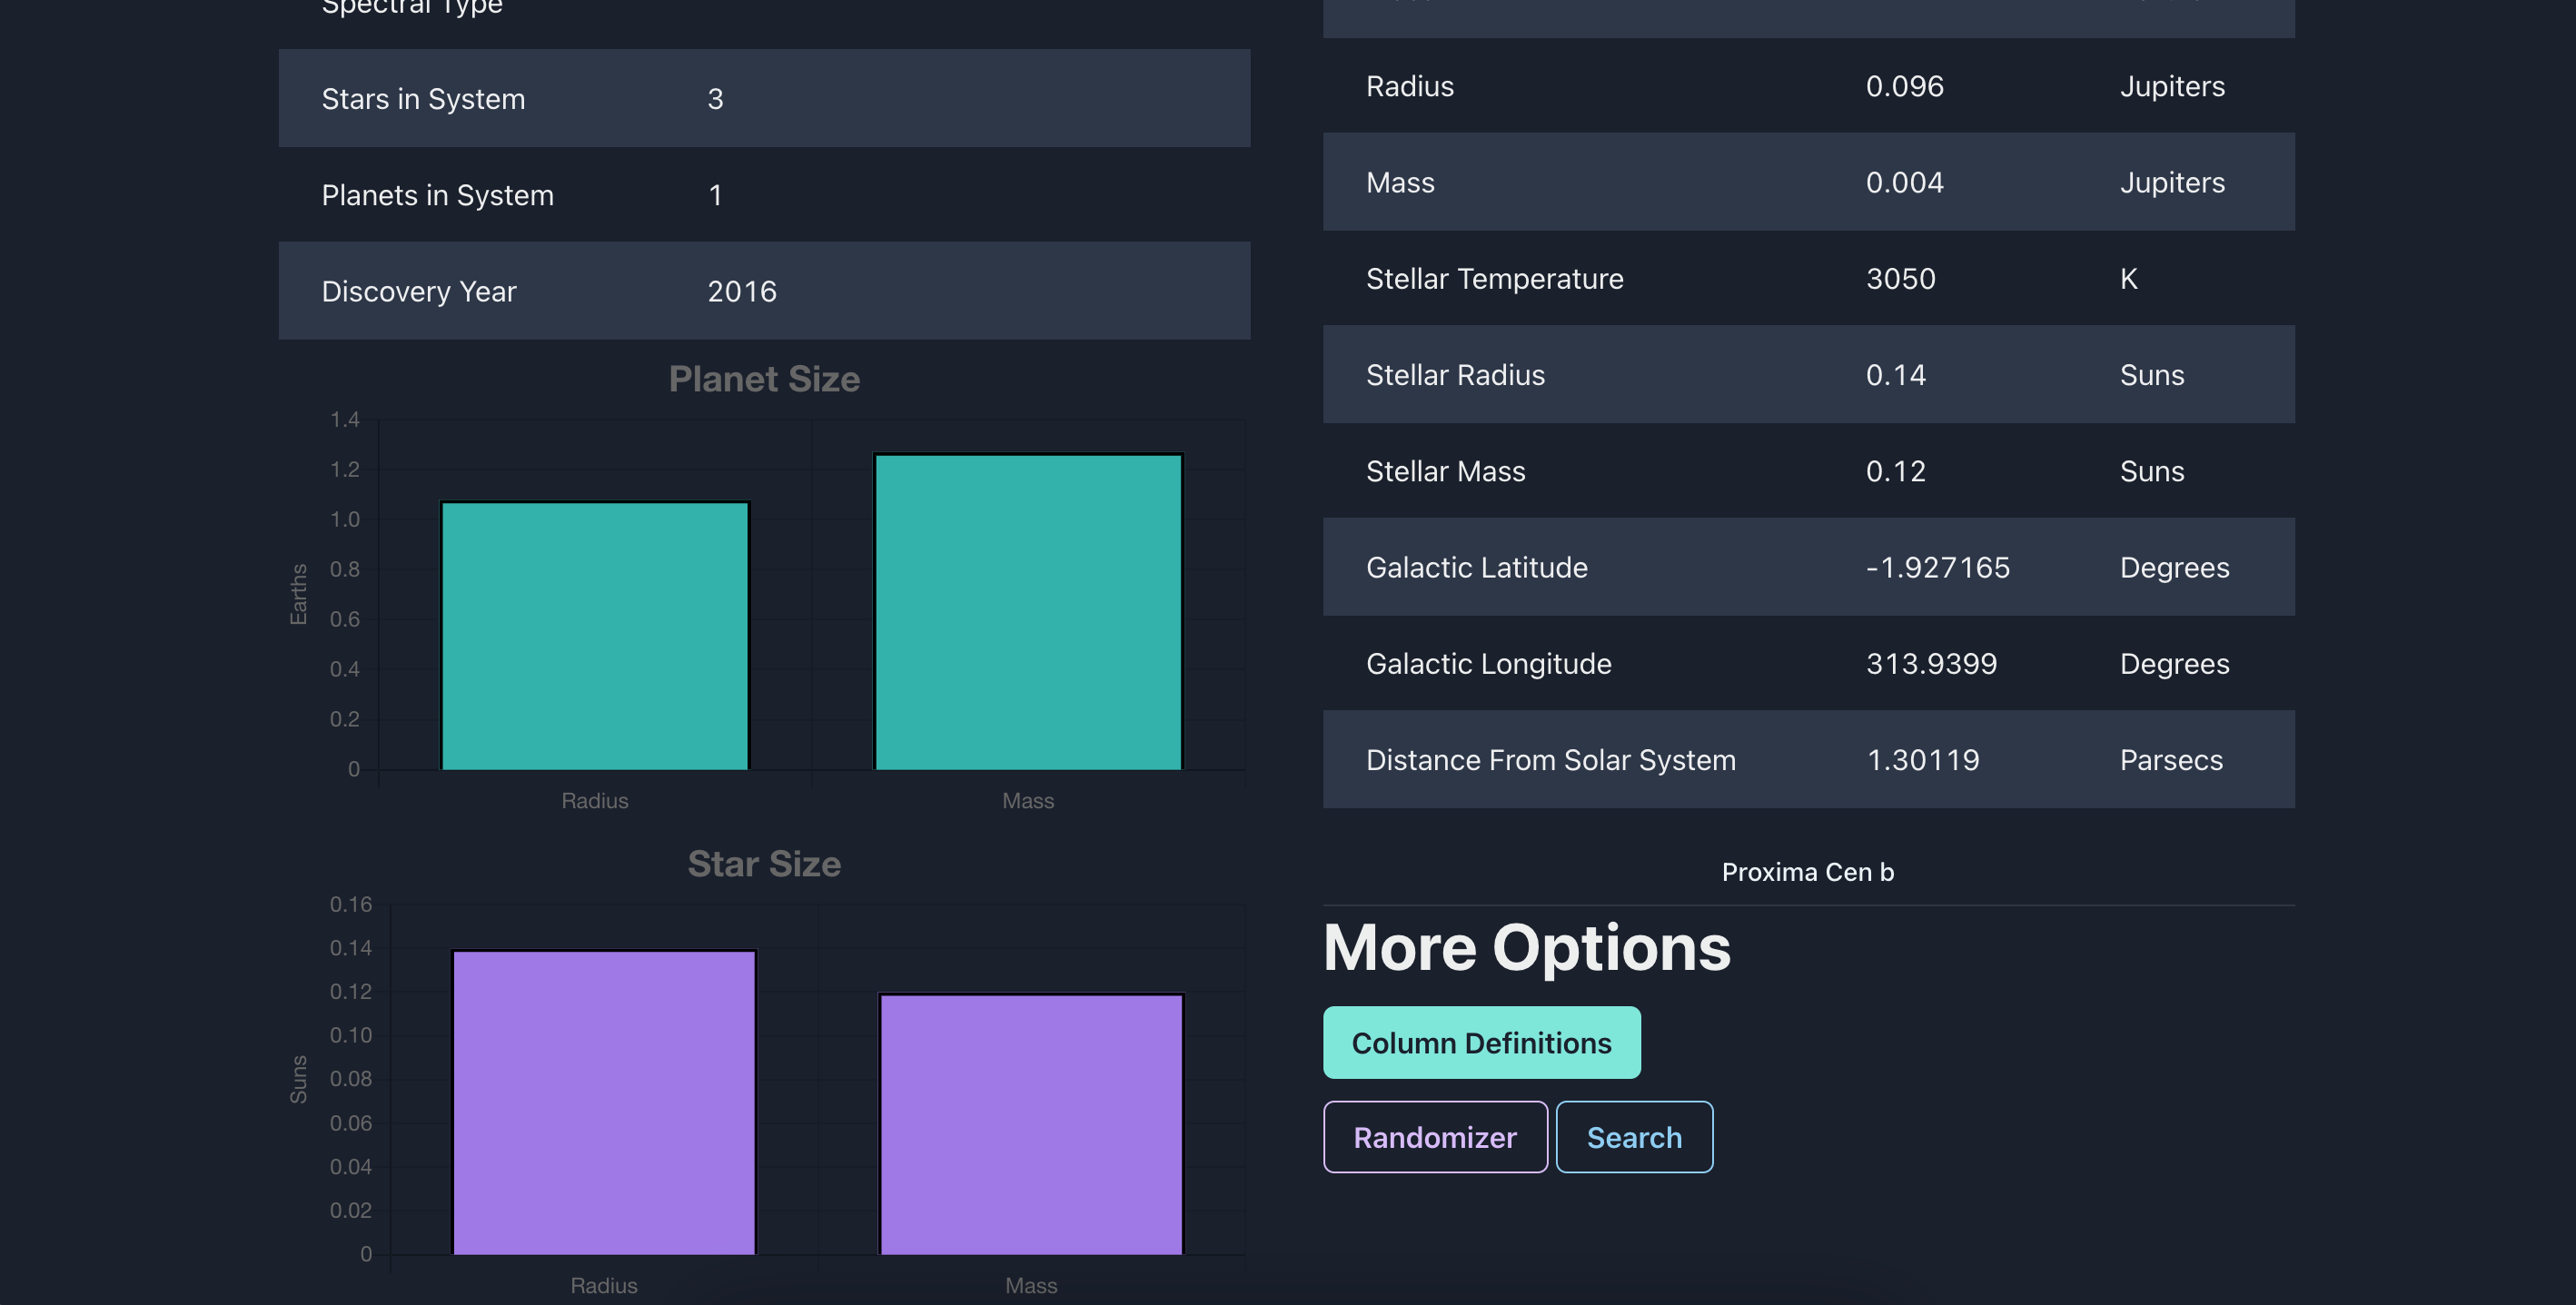 Spectral Type
Stars in System 3
Planets in System 1
Discovery Year 2016
Planet Size
1.4
1.2
1.0
0.8
0.6
0.4
0.2
0
Earths
Radius Mass
Star Size
0.16
0.14
0.12
0.10
0.08
0.06
0.04
0.02
0
Suns
Radius Mass
Radius 0.096 Jupiters
Mass 0.004 Jupiters
Stellar Temperature 3050 K
Stellar Radius 0.14 Suns
Stellar Mass 0.12 Suns
Galactic Latitude -1.927165 Degrees
Galactic Longitude 313.9399 Degrees
Distance From Solar System 1.30119 Parsecs
Proxima Cen b
More Options
Column Definitions
Randomizer Search